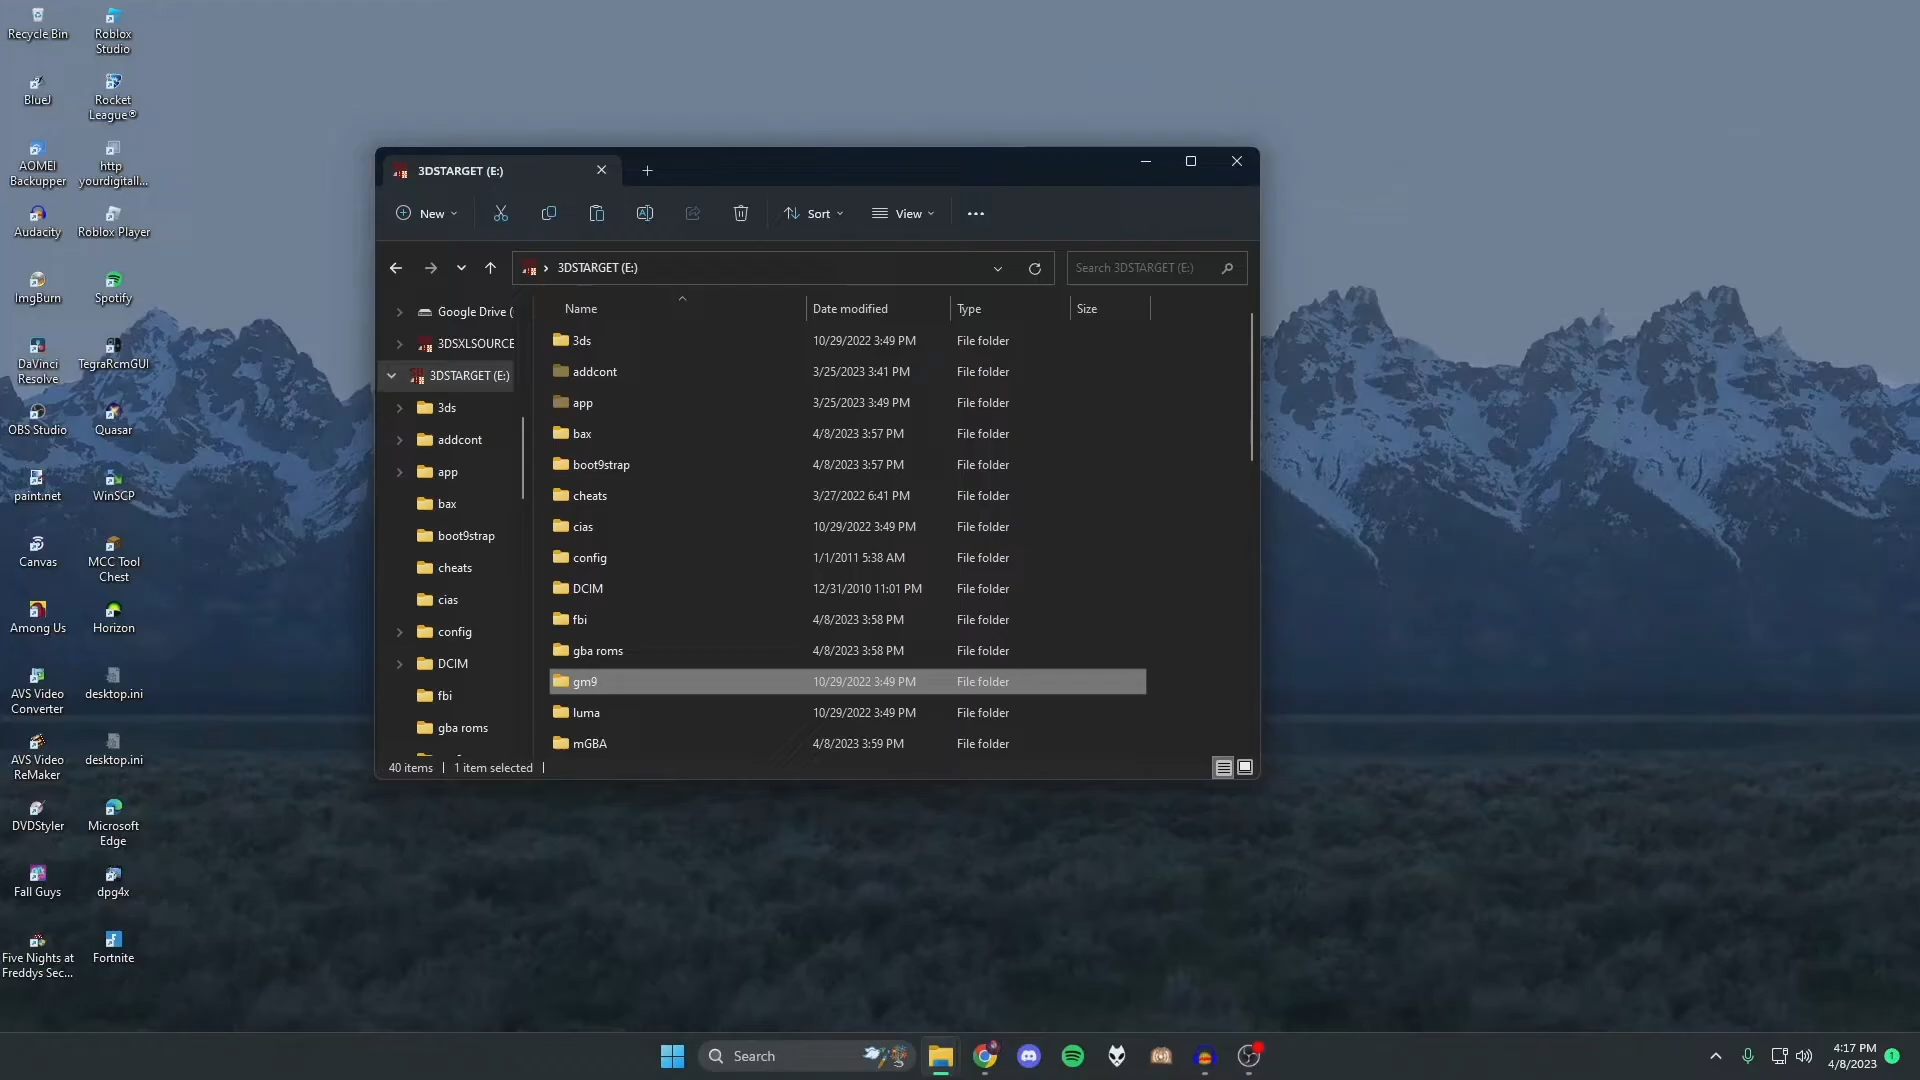 Recycle Bin
Roblox
Studio
BlueJ
Rocket
League®
AOMEI
Backupper
http
yourdigitall...
Audacity
Roblox Player
ImgBurn
Spotify
DaVinci
Resolve
TegraRcmGUI
OBS Studio
Quasar
paint.net
WinSCP
Canvas
MCC Tool
Chest
Among Us
Horizon
AVS Video
Converter
desktop.ini
AVS Video
ReMaker
desktop.ini
DVDStyler
Microsoft
Edge
Fall Guys
dpg4x
Five Nights at
Freddys Sec...
Fortnite
3DSTARGET (E:)
New
Sort
View
3DSTARGET (E:)
Search 3DSTARGET (E:)
Google Drive (
3DSXLSOURCE
3DSTARGET (E:)
3ds
addcont
app
bax
boot9strap
cheats
cias
config
DCIM
fbi
gba roms
Name Date modified Type Size
3ds 10/29/2022 3:49 PM File folder
addcont 3/25/2023 3:41 PM File folder
app 3/25/2023 3:49 PM File folder
bax 4/8/2023 3:57 PM File folder
boot9strap 4/8/2023 3:57 PM File folder
cheats 3/27/2022 6:41 PM File folder
cias 10/29/2022 3:49 PM File folder
config 1/1/2011 5:38 AM File folder
DCIM 12/31/2010 11:01 PM File folder
fbi 4/8/2023 3:58 PM File folder
gba roms 4/8/2023 3:58 PM File folder
gm9 10/29/2022 3:49 PM File folder
luma 10/29/2022 3:49 PM File folder
mGBA 4/8/2023 3:59 PM File folder
40 items 1 item selected
Search
4:17 PM
4/8/2023
1